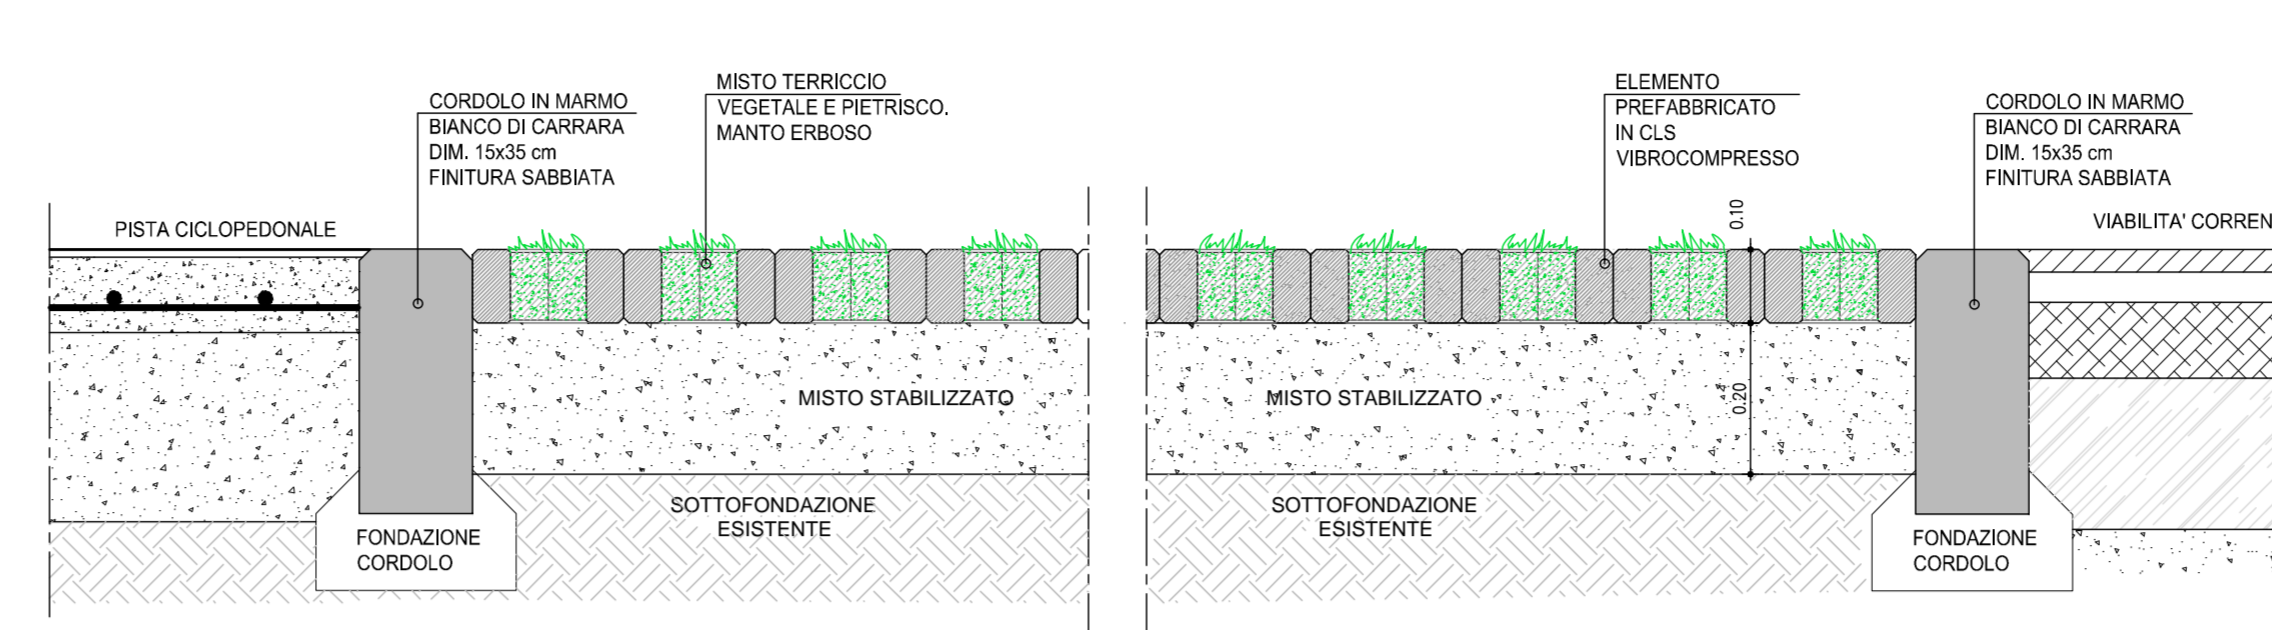 CORDOLO IN MARMO
BIANCO DI CARRARA
DIM. 15x35 cm
FINITURA SABBIATA
MISTO TERRICCIO
VEGETALE E PIETRISCO.
MANTO ERBOSO
ELEMENTO
PREFABBRICATO
IN CLS
VIBROCOMPRESSO
CORDOLO IN MARMO
BIANCO DI CARRARA
DIM. 15x35 cm
FINITURA SABBIATA
PISTA CICLOPEDONALE
0.10
VIABILITA' CORREN
MISTO STABILIZZATO
MISTO STABILIZZATO
0.20
SOTTOFONDAZIONE
ESISTENTE
SOTTOFONDAZIONE
ESISTENTE
FONDAZIONE
CORDOLO
FONDAZIONE
CORDOLO